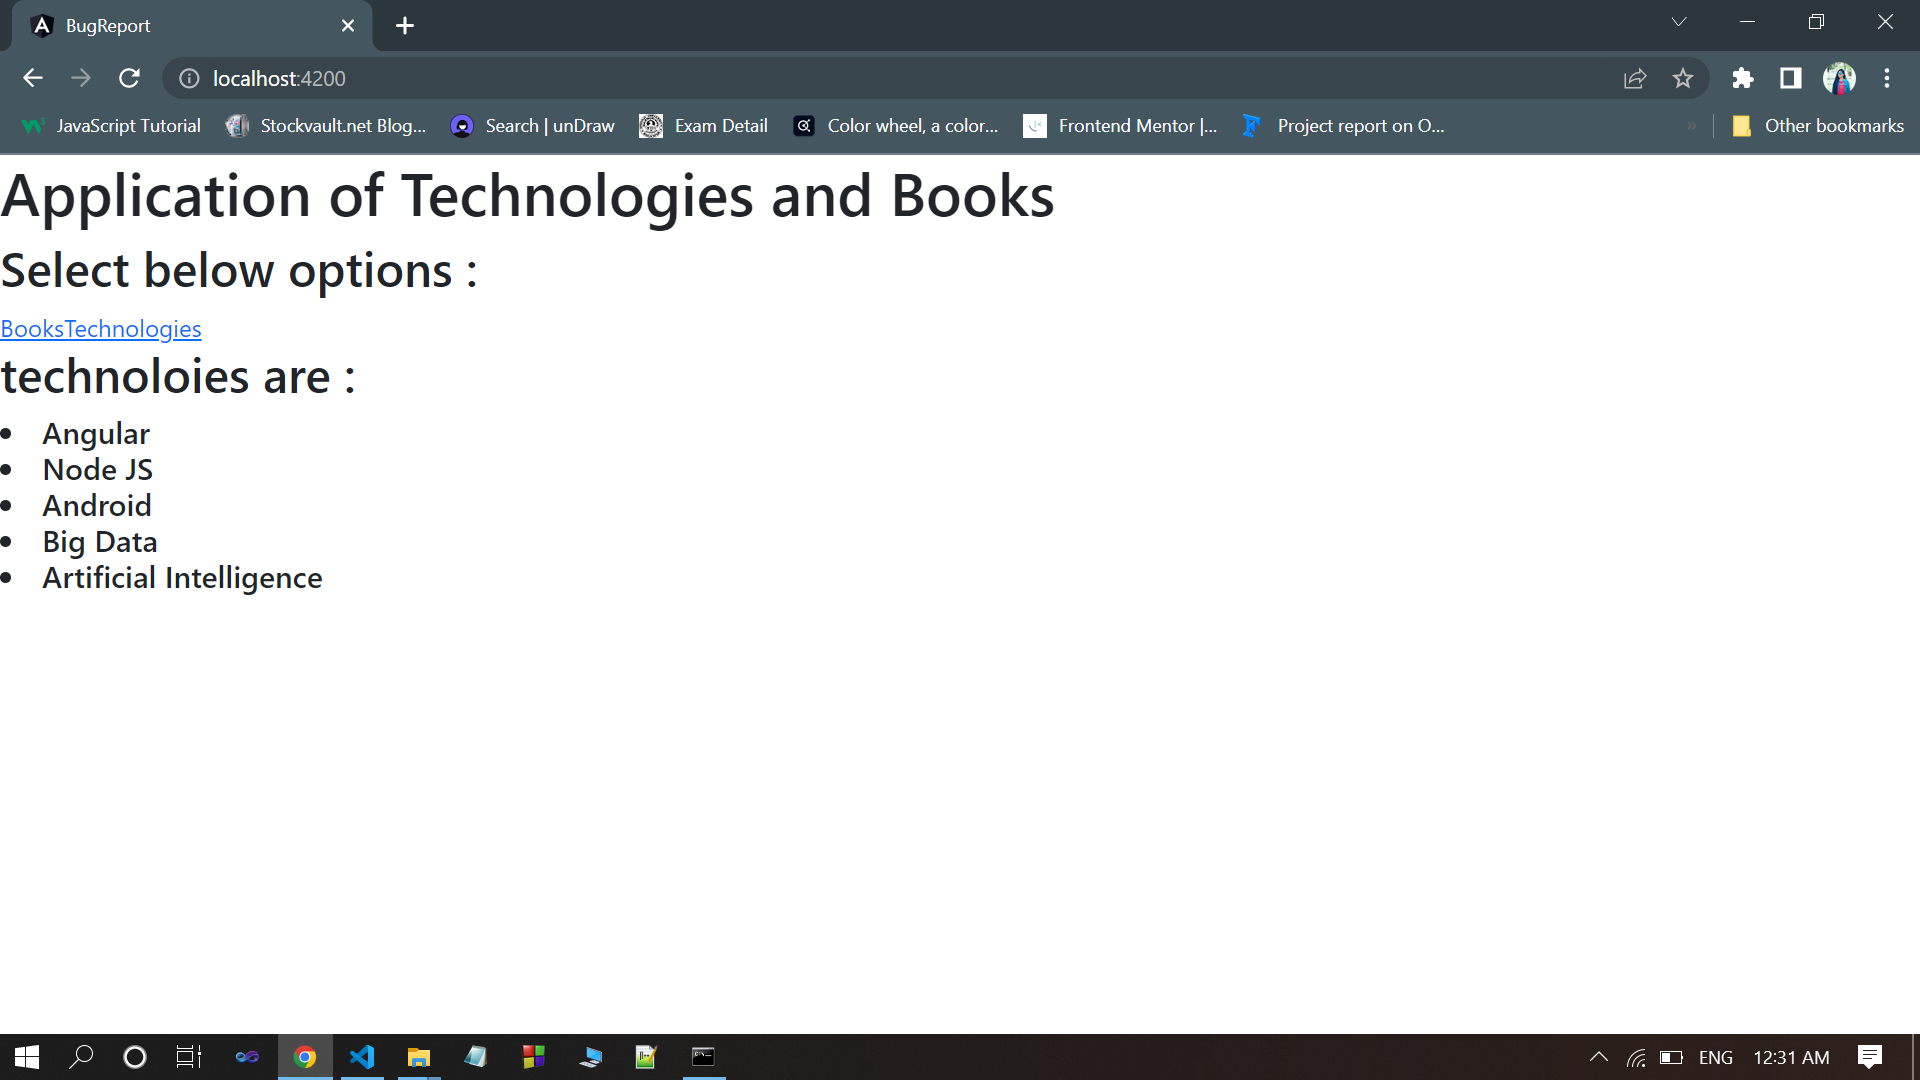 BugReport
localhost:4200
JavaScript Tutorial Stockvault.net Blog... Search | unDraw Exam Detail Color wheel, a color... Frontend Mentor |... Project report on O... » Other bookmarks
Application of Technologies and Books
Select below options :
BooksTechnologies
technoloies are :
• Angular
• Node JS
• Android
• Big Data
• Artificial Intelligence
ENG 12:31 AM